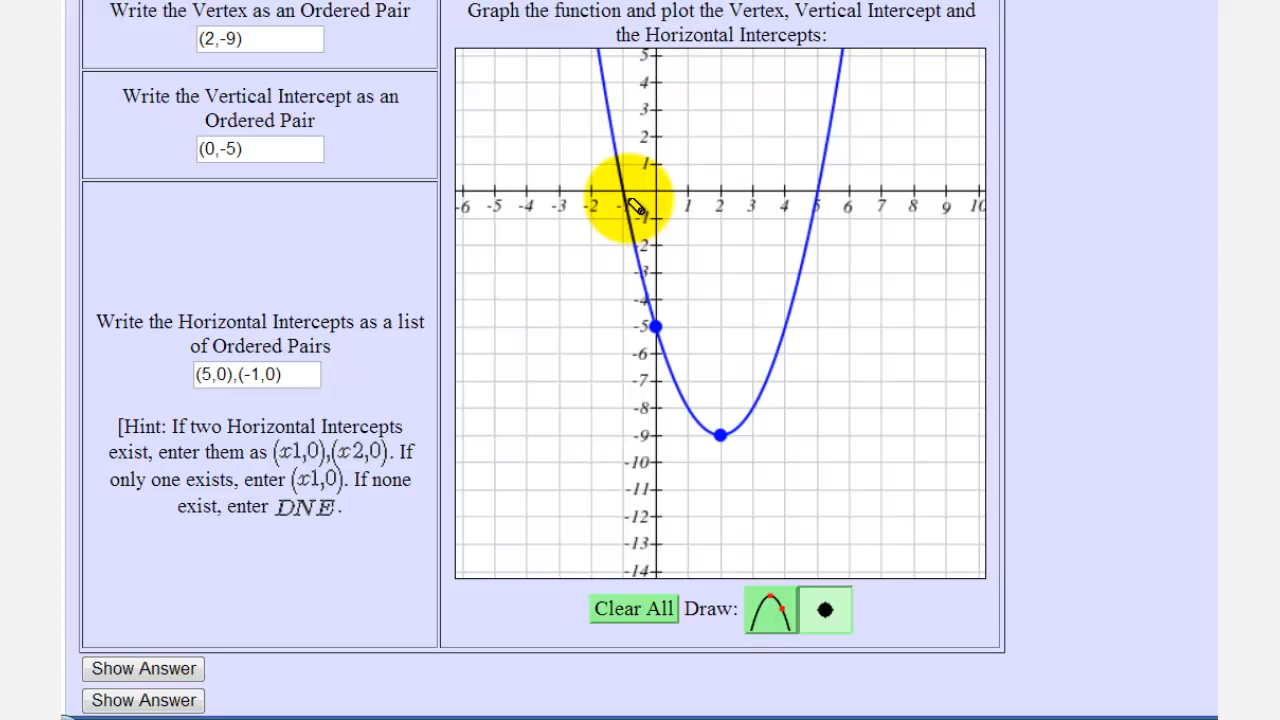 Write the Vertex as an Ordered Pair
(2,-9)
Write the Vertical Intercept as an
Ordered Pair
(0,-5)
Write the Horizontal Intercepts as a list
of Ordered Pairs
(5,0),(-1,0)
[Hint: If two Horizontal Intercepts
exist, enter them as (x1,0),(x2,0). If
only one exists, enter (x1,0). If none
exist, enter DNE.
Graph the function and plot the Vertex, Vertical Intercept and
the Horizontal Intercepts:
5
4
3
2
1
-6 -5 -4 -3 -2 1 2 3 4 5 6 7 8 9 10
-1
-2
-3
-4
-5
-6
-7
-8
-9
-10
-11
-12
-13
-14
Clear All Draw:
Show Answer
Show Answer